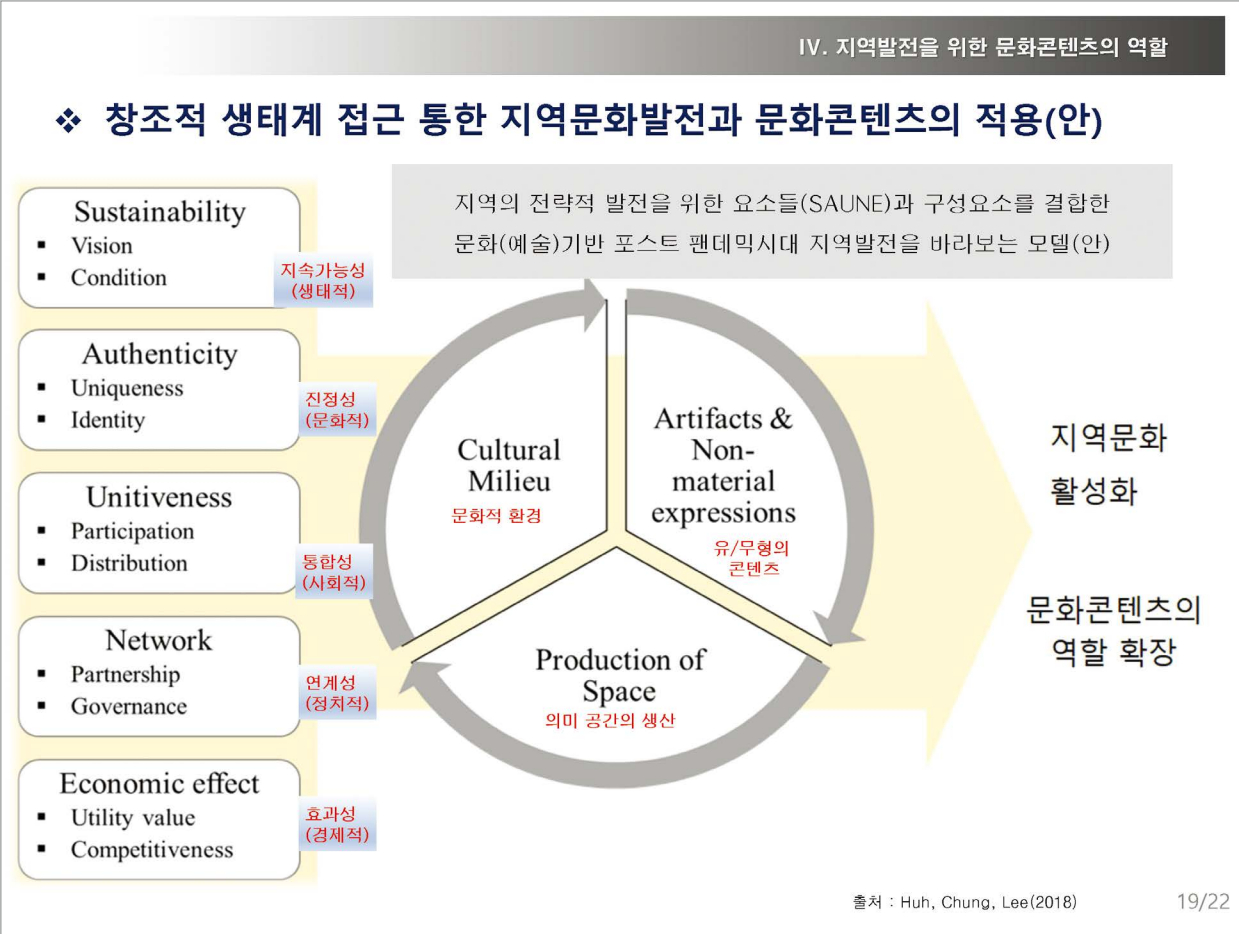 IV. 지역발전을 위한 문화콘텐츠의 역할
❖ 창조적 생태계 접근 통한 지역문화발전과 문화콘텐츠의 적용(안)
지역의 전략적 발전을 위한 요소들(SAUNE)과 구성요소를 결합한
문화(예술)기반 포스트 팬데믹시대 지역발전을 바라보는 모델(안)
Sustainability
▪ Vision
▪ Condition
지속가능성
(생태적)
Authenticity
▪ Uniqueness
▪ Identity
진정성
(문화적)
Unitiveness
▪ Participation
▪ Distribution
통합성
(사회적)
Network
▪ Partnership
▪ Governance
연계성
(정치적)
Economic effect
▪ Utility value
▪ Competitiveness
효과성
(경제적)
Cultural
Milieu
문화적 환경
Artifacts &
Non-
material
expressions
유/무형의
콘텐츠
Production of
Space
의미 공간의 생산
지역문화
활성화
문화콘텐츠의
역할 확장
출처 : Huh, Chung, Lee(2018)
19/22